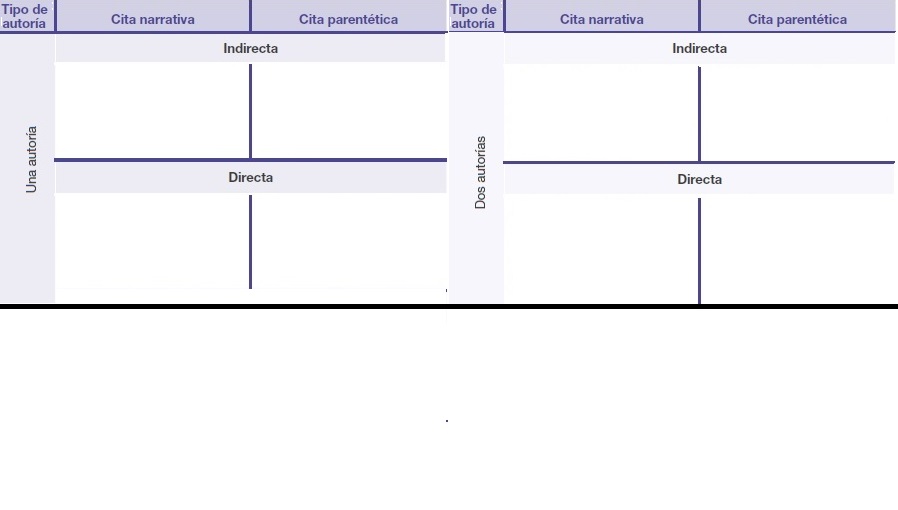 Tipo de
autoría
Cita narrativa
Cita parentética
Indirecta
Una autoría
Directa
Tipo de
autoría
Cita narrativa
Cita parentética
Indirecta
Dos autorías
Directa